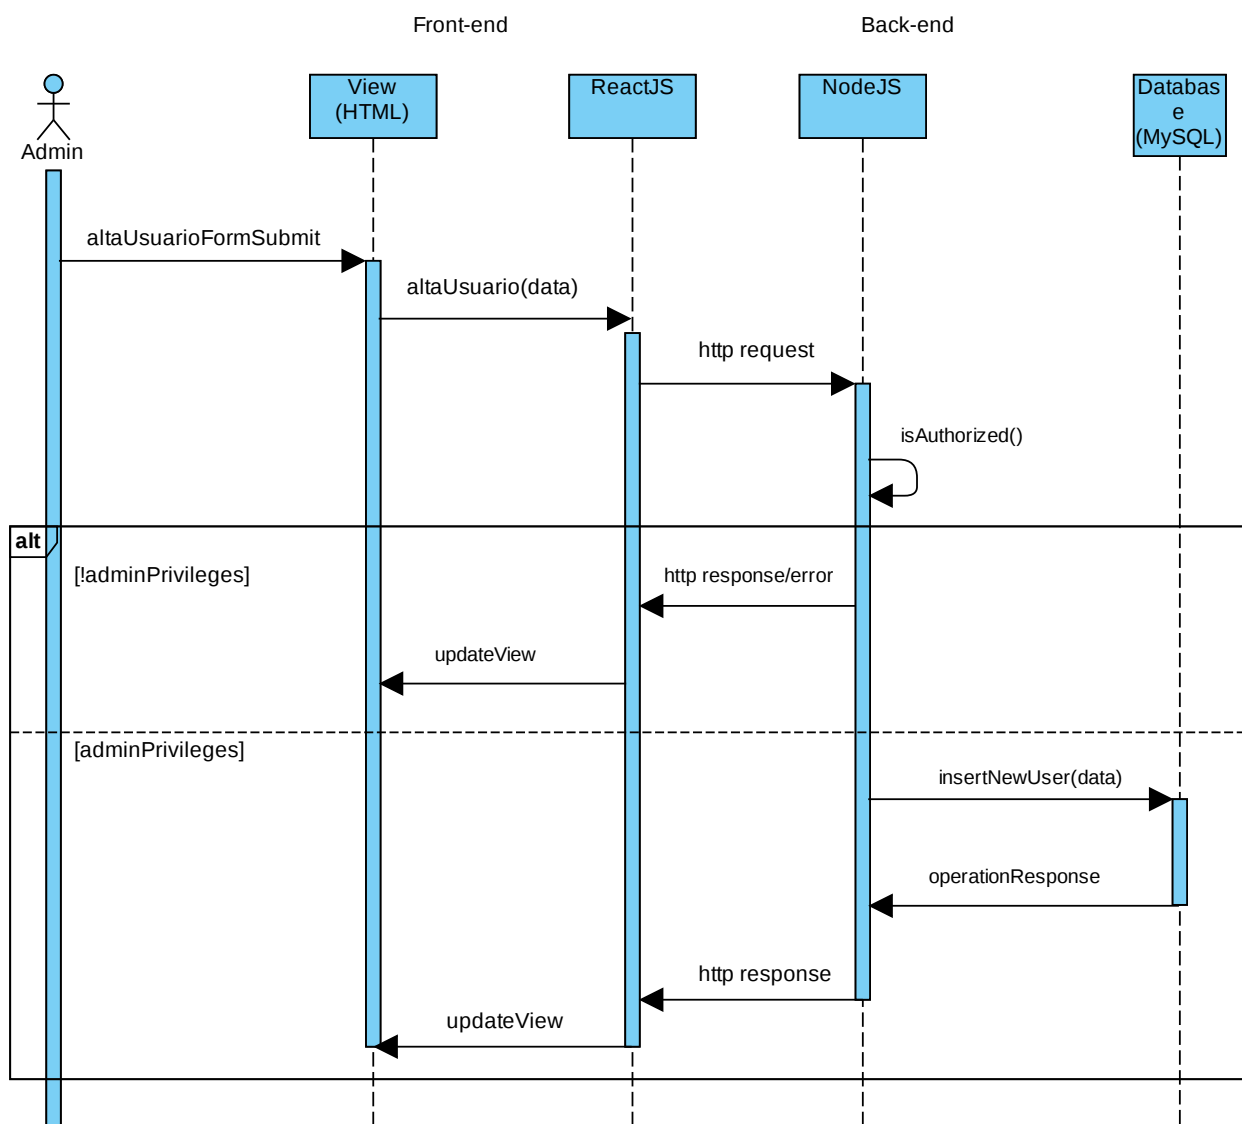 Front-end
Back-end
View
(HTML)
ReactJS
NodeJS
Databas
e
(MySQL)
Admin
altaUsuarioFormSubmit
altaUsuario(data)
http request
isAuthorized()
alt
[!adminPrivileges]
http response/error
updateView
[adminPrivileges]
insertNewUser(data)
operationResponse
http response
updateView